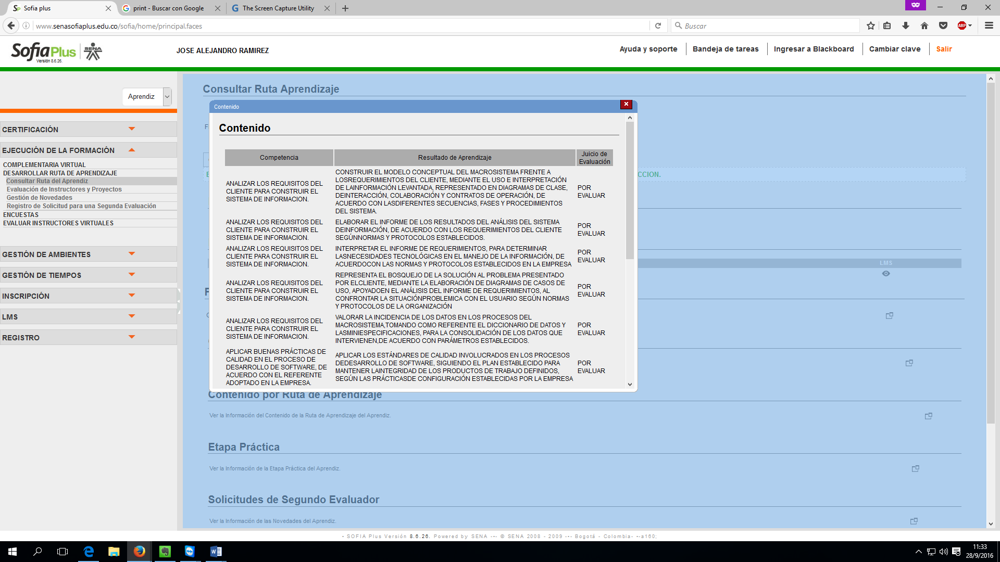 Sofia plus
print - Buscar con Google
The Screen Capture Utility
www.senasofiaplus.edu.co/sofia/home/principal.faces
Buscar
ABP
SofiaPlus
Versión 8.6.26.
SENA
JOSE ALEJANDRO RAMIREZ
Ayuda y soporte
Bandeja de tareas
Ingresar a Blackboard
Cambiar clave
Salir
Aprendiz
CERTIFICACIÓN
EJECUCIÓN DE LA FORMACIÓN
COMPLEMENTARIA VIRTUAL
DESARROLLAR RUTA DE APRENDIZAJE
Consultar Ruta del Aprendiz
Evaluación de Instructores y Proyectos
Gestión de Novedades
Registro de Solicitud para una Segunda Evaluación
ENCUESTAS
EVALUAR INSTRUCTORES VIRTUALES
GESTIÓN DE AMBIENTES
GESTIÓN DE TIEMPOS
INSCRIPCIÓN
LMS
REGISTRO
Consultar Ruta Aprendizaje
Contenido
Contenido
Competencia
Resultado de Aprendizaje
Juicio de
Evaluación
ANALIZAR LOS REQUISITOS DEL
CLIENTE PARA CONSTRUIR EL
SISTEMA DE INFORMACION.
CONSTRUIR EL MODELO CONCEPTUAL DEL MACROSISTEMA FRENTE A
LOSREQUERIMIENTOS DEL CLIENTE, MEDIANTE EL USO E INTERPRETACIÓN
DE LAINFORMACIÓN LEVANTADA, REPRESENTADO EN DIAGRAMAS DE CLASE,
DEINTERACCIÓN, COLABORACIÓN Y CONTRATOS DE OPERACIÓN, DE
ACUERDO CON LASDIFERENTES SECUENCIAS, FASES Y PROCEDIMIENTOS
DEL SISTEMA.
POR
EVALUAR
ANALIZAR LOS REQUISITOS DEL
CLIENTE PARA CONSTRUIR EL
SISTEMA DE INFORMACION.
ELABORAR EL INFORME DE LOS RESULTADOS DEL ANÁLISIS DEL SISTEMA
DEINFORMACIÓN, DE ACUERDO CON LOS REQUERIMIENTOS DEL CLIENTE
SEGÚNNORMAS Y PROTOCOLOS ESTABLECIDOS.
POR
EVALUAR
ANALIZAR LOS REQUISITOS DEL
CLIENTE PARA CONSTRUIR EL
SISTEMA DE INFORMACION.
INTERPRETAR EL INFORME DE REQUERIMIENTOS, PARA DETERMINAR
LASNECESIDADES TECNOLÓGICAS EN EL MANEJO DE LA INFORMACIÓN, DE
ACUERDOCON LAS NORMAS Y PROTOCOLOS ESTABLECIDOS EN LA EMPRESA
POR
EVALUAR
ANALIZAR LOS REQUISITOS DEL
CLIENTE PARA CONSTRUIR EL
SISTEMA DE INFORMACION.
REPRESENTA EL BOSQUEJO DE LA SOLUCIÓN AL PROBLEMA PRESENTADO
POR ELCLIENTE, MEDIANTE LA ELABORACIÓN DE DIAGRAMAS DE CASOS DE
USO, APOYADOEN EL ANÁLISIS DEL INFORME DE REQUERIMIENTOS, AL
CONFRONTAR LA SITUACIÓNPROBLEMICA CON EL USUARIO SEGÚN NORMAS
Y PROTOCOLOS DE LA ORGANIZACIÓN
POR
EVALUAR
ANALIZAR LOS REQUISITOS DEL
CLIENTE PARA CONSTRUIR EL
SISTEMA DE INFORMACION.
VALORAR LA INCIDENCIA DE LOS DATOS EN LOS PROCESOS DEL
MACROSISTEMA,TOMANDO COMO REFERENTE EL DICCIONARIO DE DATOS Y
LASMINIESPECIFICACIONES, PARA LA CONSOLIDACIÓN DE LOS DATOS QUE
INTERVIENEN,DE ACUERDO CON PARÁMETROS ESTABLECIDOS.
POR
EVALUAR
APLICAR BUENAS PRÁCTICAS DE
CALIDAD EN EL PROCESO DE
DESARROLLO DE SOFTWARE, DE
ACUERDO CON EL REFERENTE
ADOPTADO EN LA EMPRESA.
APLICAR LOS ESTÁNDARES DE CALIDAD INVOLUCRADOS EN LOS PROCESOS
DEDESARROLLO DE SOFTWARE, SIGUIENDO EL PLAN ESTABLECIDO PARA
MANTENER LAINTEGRIDAD DE LOS PRODUCTOS DE TRABAJO DEFINIDOS,
SEGÚN LAS PRÁCTICASDE CONFIGURACIÓN ESTABLECIDAS POR LA EMPRESA
POR
EVALUAR
CCION.
LMS
Contenido por Ruta de Aprendizaje
Ver la Información del Contenido de la Ruta de Aprendizaje del Aprendiz.
Etapa Práctica
Ver la Información de la Etapa Práctica del Aprendiz.
Solicitudes de Segundo Evaluador
Ver la Información de las Novedades del Aprendiz.
- SOFIA Plus Versión 8.6.26. Powered by SENA -•- © SENA 2008 - 2009 -•- Bogotá - Colombia- -•-a160;
11:33
28/9/2016